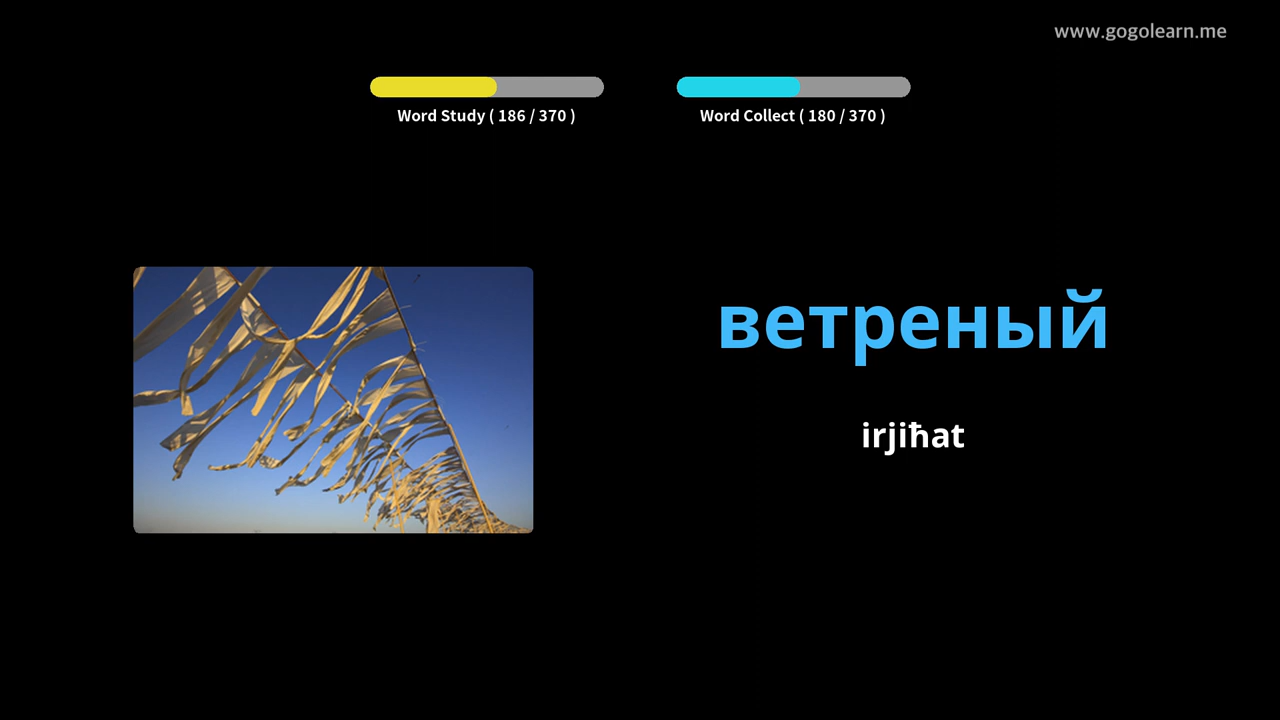 www.gogolearn.me
Word Study ( 186 / 370 )
Word Collect ( 180 / 370 )
ветреный
irjiħat